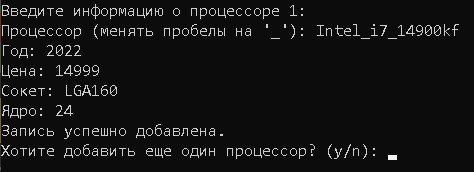 Введите информацию о процессоре 1:
Процессор (менять пробелы на '_'): Intel_i7_14900kf
Год: 2022
Цена: 14999
Сокет: LGA160
Ядро: 24
Запись успешно добавлена.
Хотите добавить еще один процессор? (y/n):